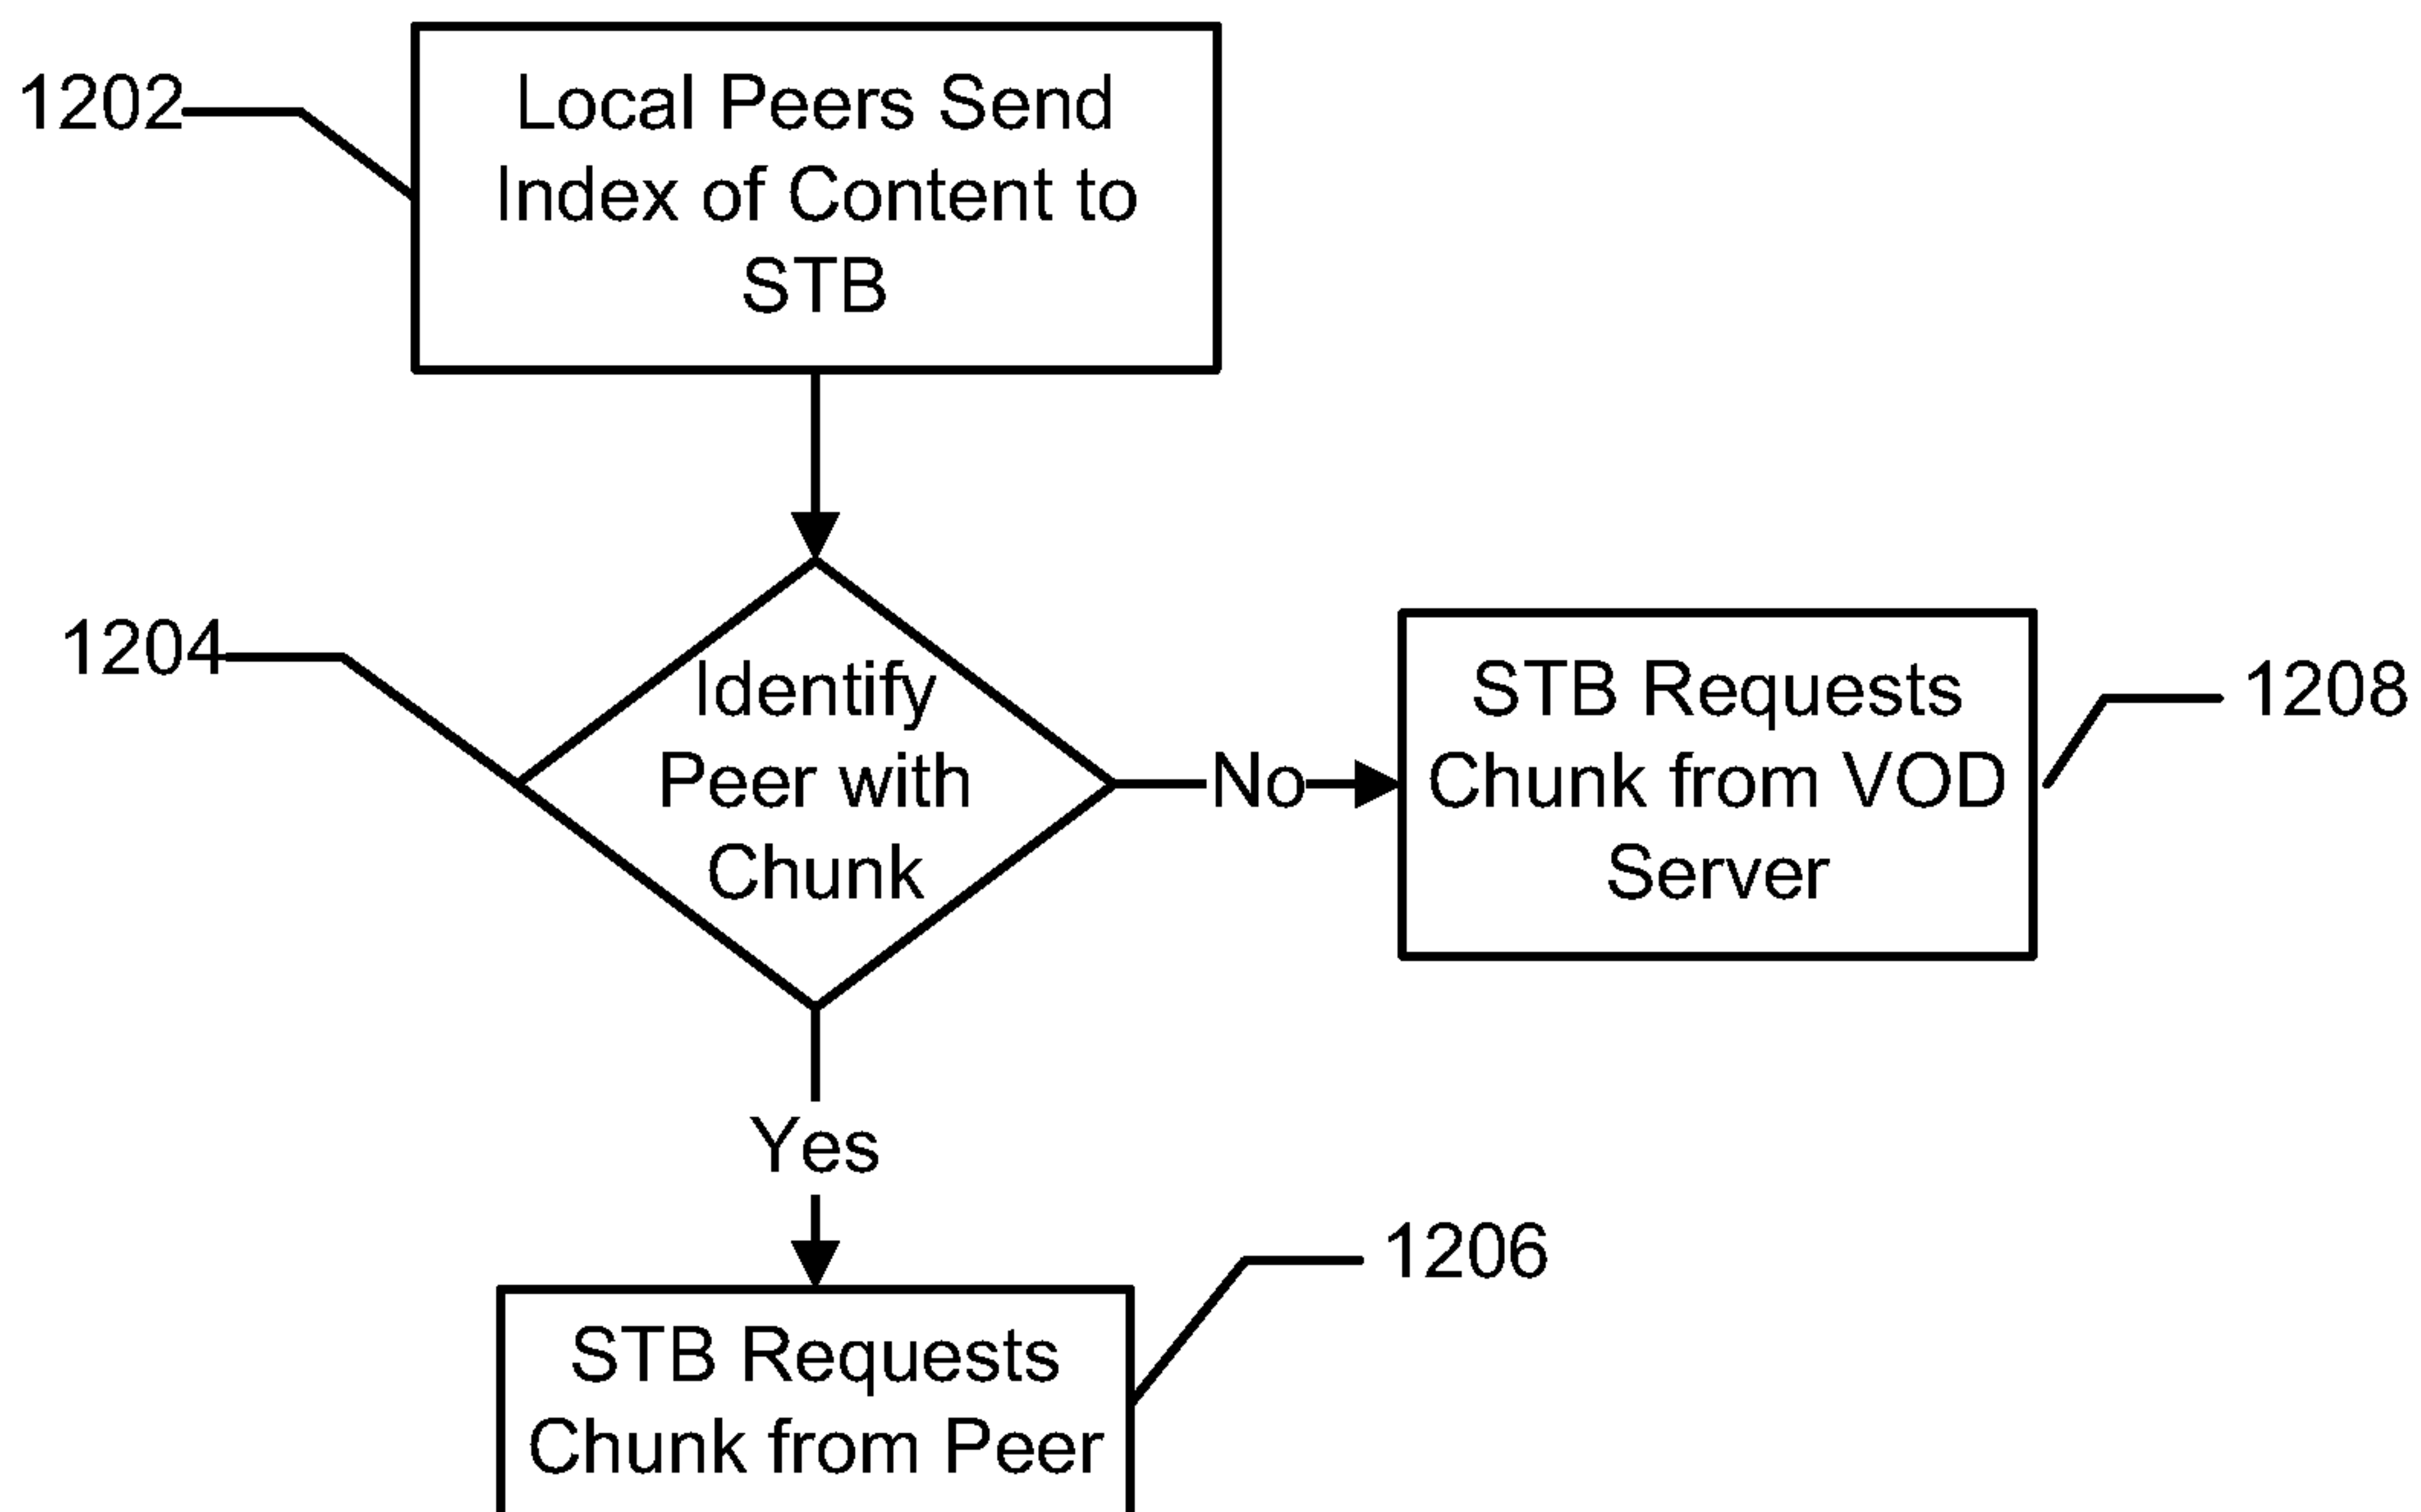 1202
Local Peers Send
Index of Content to
STB
1204
Identify
Peer with
Chunk
No
STB Requests
Chunk from VOD
Server
1208
Yes
1206
STB Requests
Chunk from Peer